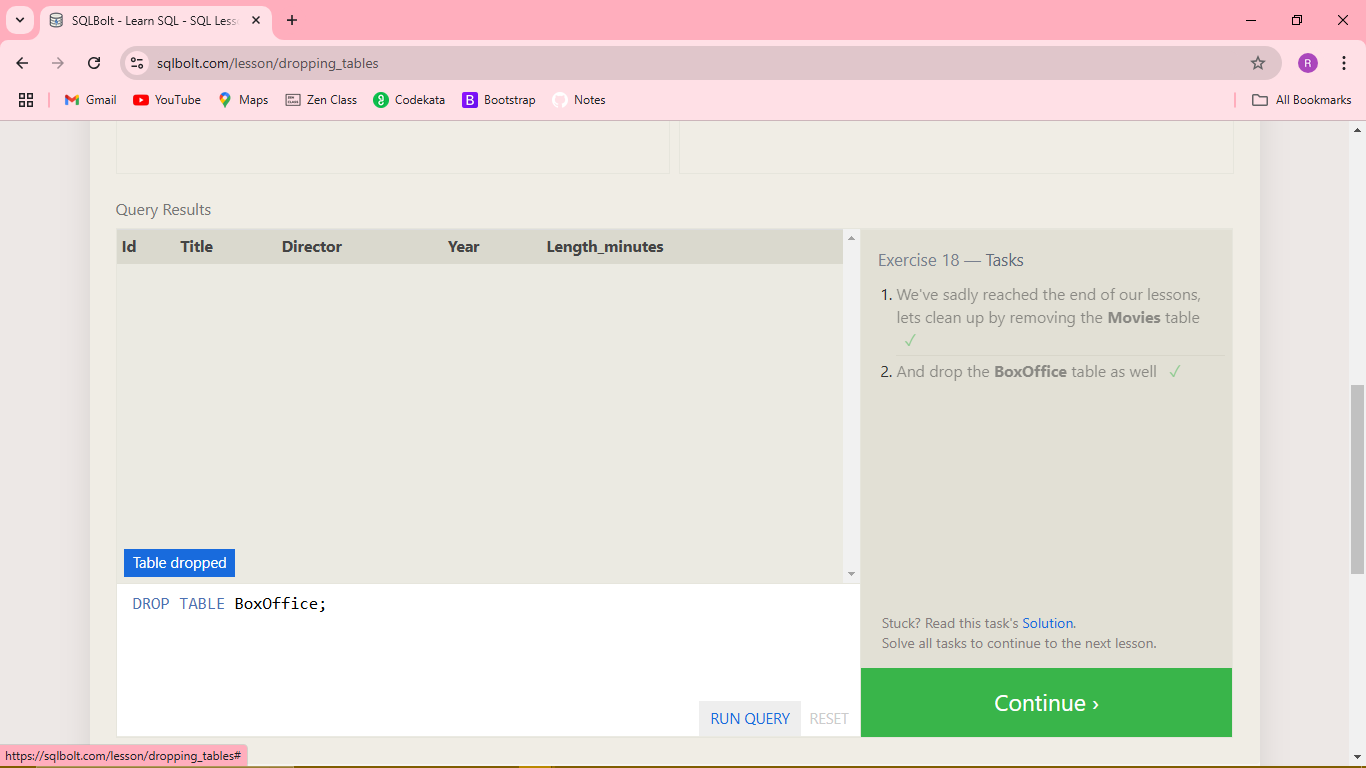 SQLBolt - Learn SQL - SQL Less
sqlbolt.com/lesson/dropping_tables
R
Gmail YouTube Maps Zen Class Codekata Bootstrap Notes All Bookmarks
Query Results
Id Title Director Year Length_minutes
Table dropped
DROP TABLE BoxOffice;
RUN QUERY RESET
Exercise 18 — Tasks
1. We've sadly reached the end of our lessons,
lets clean up by removing the Movies table
✓
2. And drop the BoxOffice table as well ✓
Stuck? Read this task's Solution.
Solve all tasks to continue to the next lesson.
Continue ›
https://sqlbolt.com/lesson/dropping_tables#